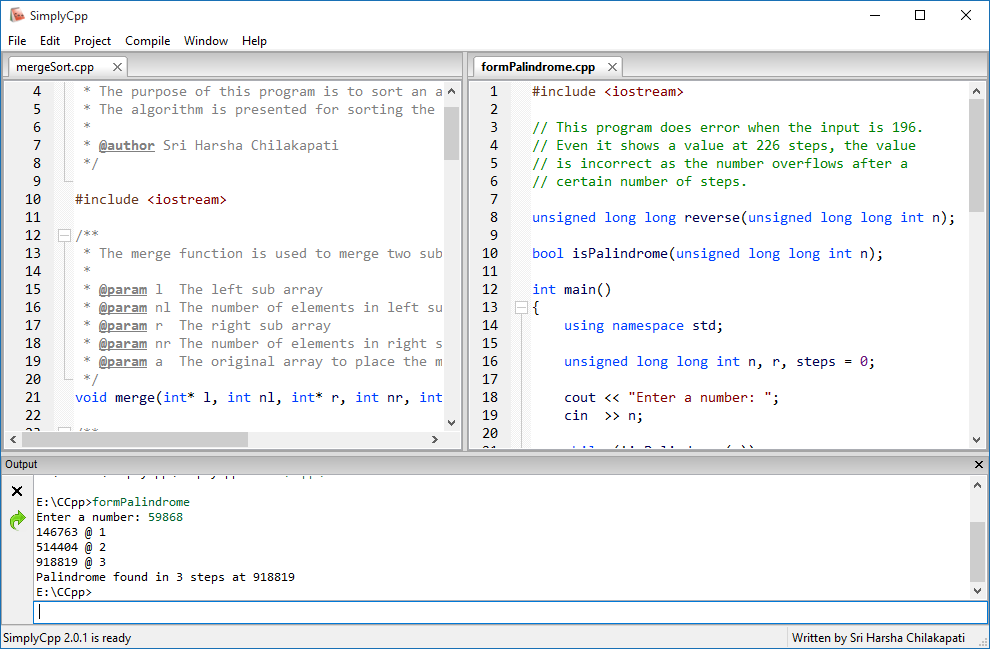 SimplyCpp
File Edit Project Compile Window Help
mergeSort.cpp
4 * The purpose of this program is to sort an a
5 * The algorithm is presented for sorting the
6 *
7 * @author Sri Harsha Chilakapati
8 */
9
10 #include <iostream>
11
12 /**
13 * The merge function is used to merge two sub
14 *
15 * @param l The left sub array
16 * @param nl The number of elements in left su
17 * @param r The right sub array
18 * @param nr The number of elements in right s
19 * @param a The original array to place the m
20 */
21 void merge(int* l, int nl, int* r, int nr, int
22
formPalindrome.cpp
1 #include <iostream>
2
3 // This program does error when the input is 196.
4 // Even it shows a value at 226 steps, the value
5 // is incorrect as the number overflows after a
6 // certain number of steps.
7
8 unsigned long long reverse(unsigned long long int n);
9
10 bool isPalindrome(unsigned long long int n);
11
12 int main()
13 {
14 using namespace std;
15
16 unsigned long long int n, r, steps = 0;
17
18 cout << "Enter a number: ";
19 cin >> n;
20
Output
E:\CCpp>formPalindrome
Enter a number: 59868
146763 @ 1
514404 @ 2
918819 @ 3
Palindrome found in 3 steps at 918819
E:\CCpp>
SimplyCpp 2.0.1 is ready
Written by Sri Harsha Chilakapati